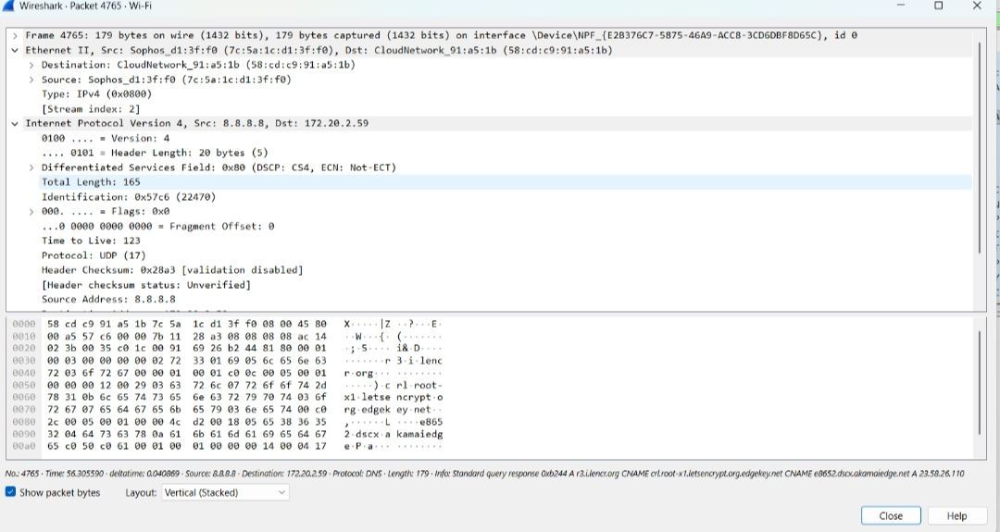 Wireshark · Packet 4765 · Wi-Fi
> Frame 4765: 179 bytes on wire (1432 bits), 179 bytes captured (1432 bits) on interface \Device\NPF_{E2B376C7-5875-46A9-ACC8-3CD6DBF8D65C}, id 0
Ethernet II, Src: Sophos_d1:3f:f0 (7c:5a:1c:d1:3f:f0), Dst: CloudNetwork_91:a5:1b (58:cd:c9:91:a5:1b)
> Destination: CloudNetwork_91:a5:1b (58:cd:c9:91:a5:1b)
> Source: Sophos_d1:3f:f0 (7c:5a:1c:d1:3f:f0)
Type: IPv4 (0x0800)
[Stream index: 2]
Internet Protocol Version 4, Src: 8.8.8.8, Dst: 172.20.2.59
0100 .... = Version: 4
.... 0101 = Header Length: 20 bytes (5)
> Differentiated Services Field: 0x80 (DSCP: CS4, ECN: Not-ECT)
Total Length: 165
Identification: 0x57c6 (22470)
> 000. .... = Flags: 0x0
...0 0000 0000 0000 = Fragment Offset: 0
Time to Live: 123
Protocol: UDP (17)
Header Checksum: 0x28a3 [validation disabled]
[Header checksum status: Unverified]
Source Address: 8.8.8.8
0000 58 cd c9 91 a5 1b 7c 5a 1c d1 3f f0 08 00 45 80 X·····|Z ··?···E·
0010 00 a5 57 c6 00 00 7b 11 28 a3 08 08 08 08 ac 14 ··W···{· (·······
0020 02 3b 00 35 c0 1c 00 91 69 26 b2 44 81 80 00 01 ·;·5···· i&·D····
0030 00 03 00 00 00 00 02 72 33 01 69 05 6c 65 6e 63 ·······r 3·i·lenc
0040 72 03 6f 72 67 00 00 01 00 01 c0 0c 00 05 00 01 r·org··· ········
0050 00 00 00 12 00 29 03 63 72 6c 07 72 6f 6f 74 2d ·····)·c rl·root-
0060 78 31 0b 6c 65 74 73 65 6e 63 72 79 70 74 03 6f x1·letse ncrypt·o
0070 72 67 07 65 64 67 65 6b 65 79 03 6e 65 74 00 c0 rg·edgek ey·net··
0080 2c 00 05 00 01 00 00 4c d2 00 18 05 65 38 36 35 ,······L ····e865
0090 32 04 64 73 63 78 0a 61 6b 61 6d 61 69 65 64 67 2·dscx·a kamaiedg
00a0 65 c0 50 c0 61 00 01 00 01 00 00 00 14 00 04 17 e·P·a··· ········
No.: 4765 · Time: 56.305590 · deltatime: 0.040869 · Source: 8.8.8.8 · Destination: 172.20.2.59 · Protocol: DNS · Length: 179 · Info: Standard query response 0xb244 A r3.i.lencr.org CNAME crl.root-x1.letsencrypt.org.edgekey.net CNAME e8652.dscx.akamaiedge.net A 23.58.26.110
Show packet bytes Layout: Vertical (Stacked)
Close Help